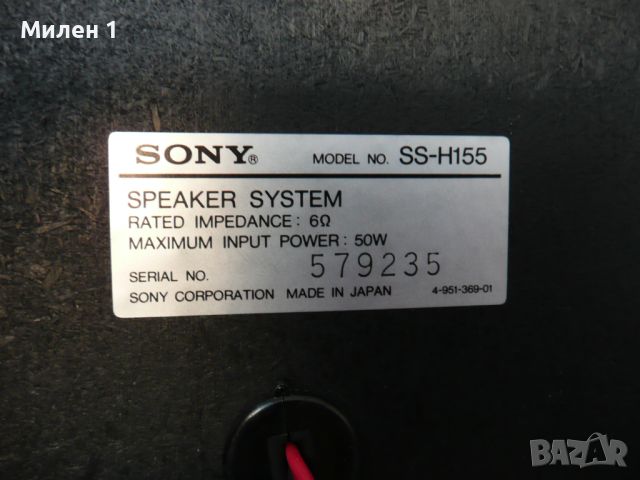 Милен 1
SONY® MODEL NO. SS-H155
SPEAKER SYSTEM
RATED IMPEDANCE: 6Ω
MAXIMUM INPUT POWER: 50W
SERIAL NO. 579235
SONY CORPORATION MADE IN JAPAN 4-951-369-01
BAZAR